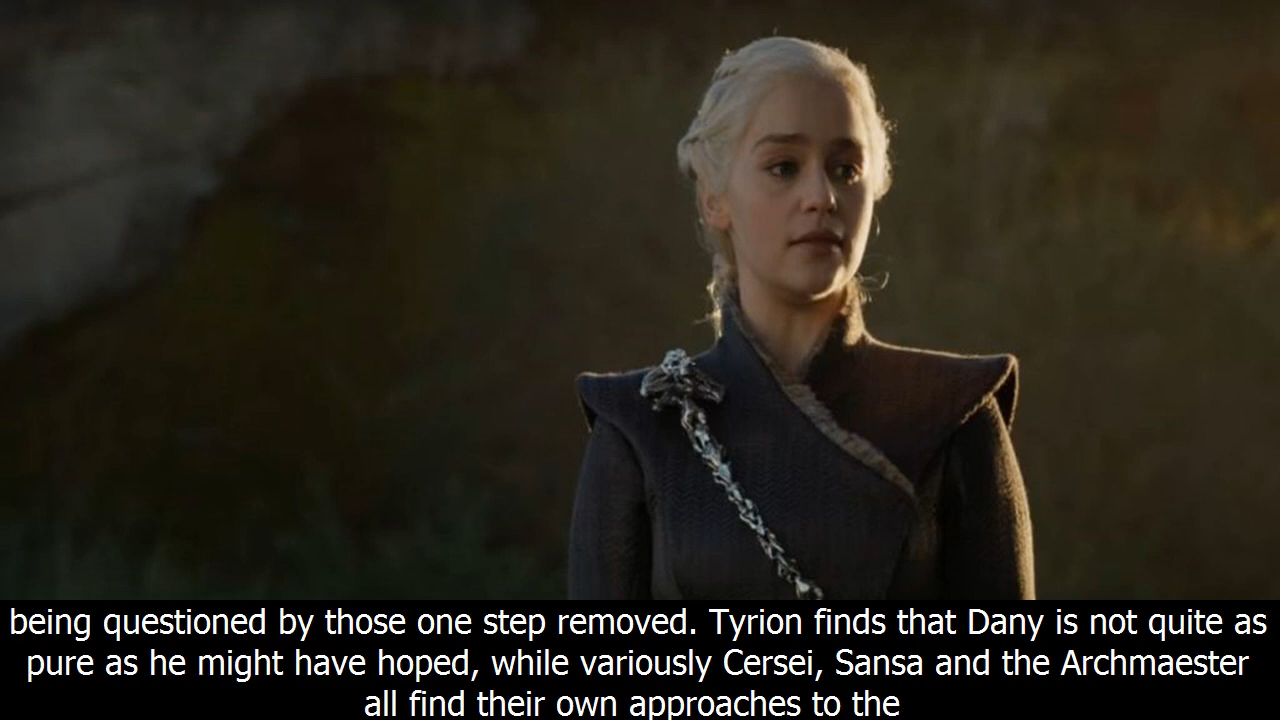 being questioned by those one step removed. Tyrion finds that Dany is not quite as
pure as he might have hoped, while variously Cersei, Sansa and the Archmaester
all find their own approaches to the